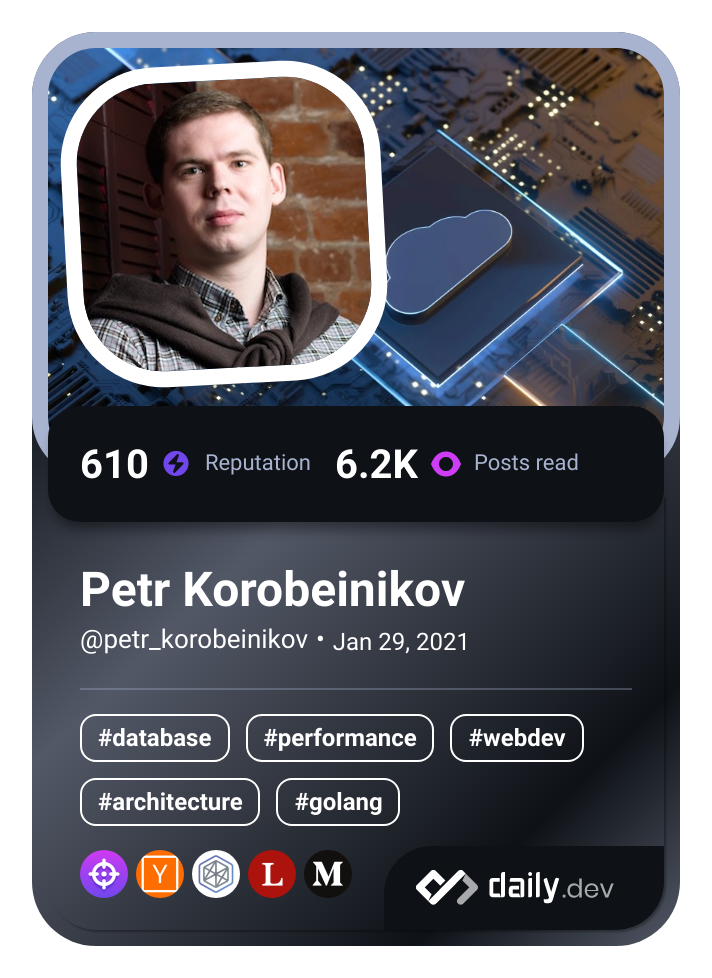 610 Reputation 6.2K Posts read
Petr Korobeinikov
@petr_korobeinikov • Jan 29, 2021
#database #performance #webdev
#architecture #golang
Y L M
daily.dev